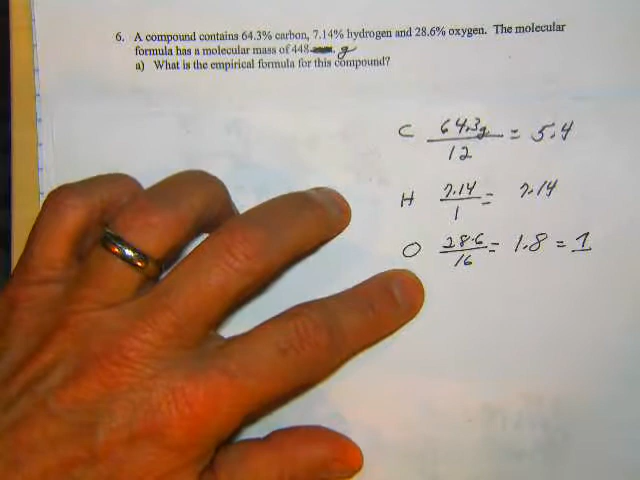 6. A compound contains 64.3% carbon, 7.14% hydrogen and 28.6% oxygen. The molecular
formula has a molecular mass of 448 g
a) What is the empirical formula for this compound?
C 64.3g/12 = 5.4
H 7.14/1 = 7.14
O 28.6/16 = 1.8 = 1